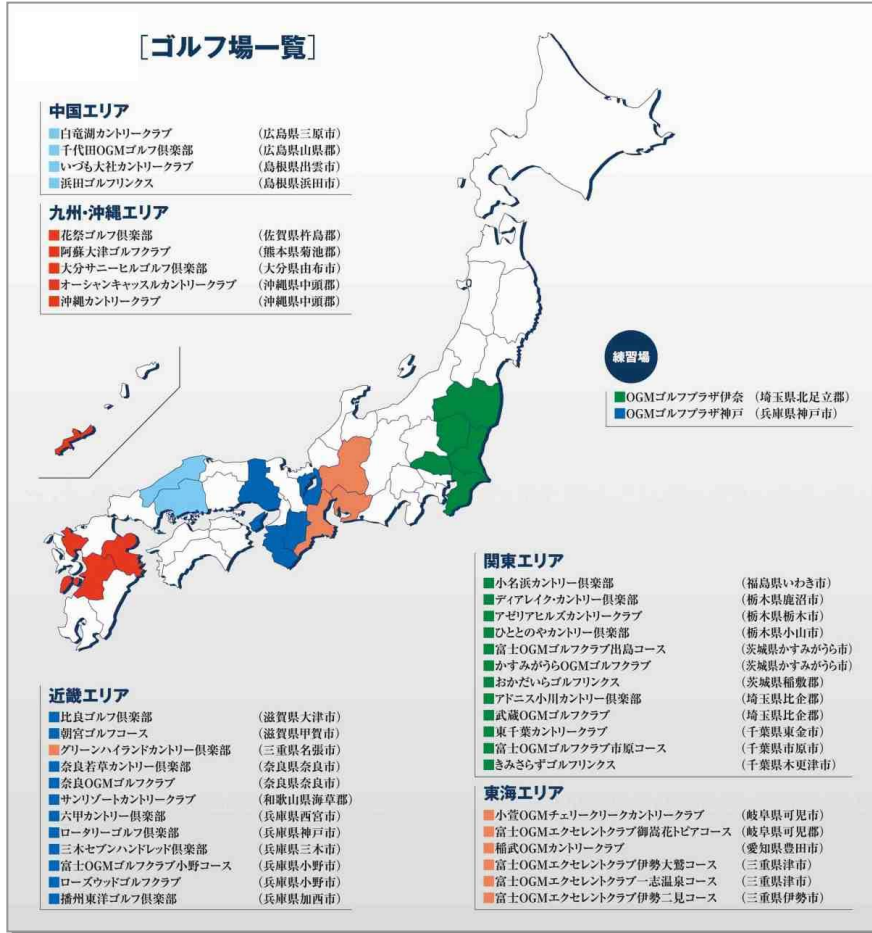 [ゴルフ場一覧]
中国エリア
白竜湖カントリークラブ (広島県三原市)
千代田OGMゴルフ倶楽部 (広島県山県郡)
いづも大社カントリークラブ (島根県出雲市)
浜田ゴルフリンクス (島根県浜田市)
九州・沖縄エリア
花祭ゴルフ倶楽部 (佐賀県杵島郡)
阿蘇大津ゴルフクラブ (熊本県菊池郡)
大分サニーヒルゴルフ倶楽部 (大分県由布市)
オーシャンキャッスルカントリークラブ (沖縄県中頭郡)
沖縄カントリークラブ (沖縄県中頭郡)
練習場
OGMゴルフプラザ伊奈 (埼玉県北足立郡)
OGMゴルフプラザ神戸 (兵庫県神戸市)
関東エリア
小名浜カントリー倶楽部 (福島県いわき市)
ディアレイク・カントリー倶楽部 (栃木県鹿沼市)
アゼリアヒルズカントリークラブ (栃木県栃木市)
ひととのやカントリー倶楽部 (栃木県小山市)
富士OGMゴルフクラブ出島コース (茨城県かすみがうら市)
かすみがうらOGMゴルフクラブ (茨城県かすみがうら市)
おかだいらゴルフリンクス (茨城県稲敷郡)
アドニス小川カントリー倶楽部 (埼玉県比企郡)
武蔵OGMゴルフクラブ (埼玉県比企郡)
東千葉カントリークラブ (千葉県東金市)
富士OGMゴルフクラブ市原コース (千葉県市原市)
きみさらずゴルフリンクス (千葉県木更津市)
近畿エリア
比良ゴルフ倶楽部 (滋賀県大津市)
朝宮ゴルフコース (滋賀県甲賀市)
グリーンハイランドカントリー倶楽部 (三重県名張市)
奈良若草カントリー倶楽部 (奈良県奈良市)
奈良OGMゴルフクラブ (奈良県奈良市)
サンリゾートカントリークラブ (和歌山県海草郡)
六甲カントリー倶楽部 (兵庫県西宮市)
ロータリーゴルフ倶楽部 (兵庫県神戸市)
三木セブンハンドレッド倶楽部 (兵庫県三木市)
富士OGMゴルフクラブ小野コース (兵庫県小野市)
ローズウッドゴルフクラブ (兵庫県小野市)
播州東洋ゴルフ倶楽部 (兵庫県加西市)
東海エリア
小萱OGMチェリークリークカントリークラブ (岐阜県可児市)
富士OGMエクセレントクラブ御嵩花トピアコース (岐阜県可児郡)
稲武OGMカントリークラブ (愛知県豊田市)
富士OGMエクセレントクラブ伊勢大鷲コース (三重県津市)
富士OGMエクセレントクラブ一志温泉コース (三重県津市)
富士OGMエクセレントクラブ伊勢二見コース (三重県伊勢市)